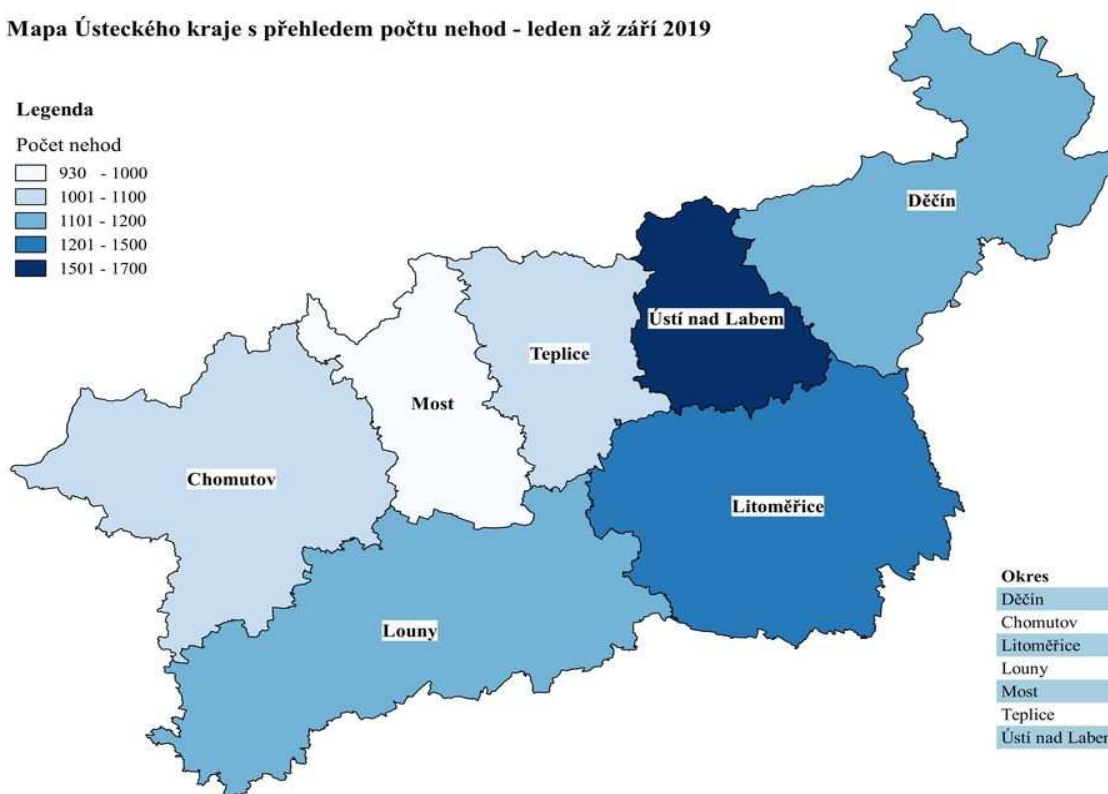 Mapa Ústeckého kraje s přehledem počtu nehod - leden až září 2019
Legenda
Počet nehod
930 - 1000
1001 - 1100
1101 - 1200
1201 - 1500
1501 - 1700
Děčín
Ústí nad Labem
Teplice
Most
Chomutov
Litoměřice
Louny
Okres
Děčín
Chomutov
Litoměřice
Louny
Most
Teplice
Ústí nad Labem